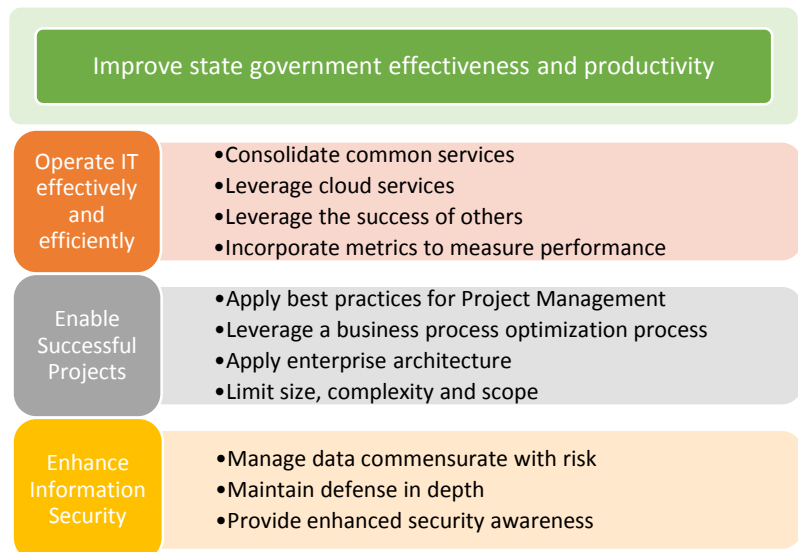 Improve state government effectiveness and productivity
Operate IT
effectively
and
efficiently
•Consolidate common services
•Leverage cloud services
•Leverage the success of others
•Incorporate metrics to measure performance
Enable
Successful
Projects
•Apply best practices for Project Management
•Leverage a business process optimization process
•Apply enterprise architecture
•Limit size, complexity and scope
Enhance
Information
Security
•Manage data commensurate with risk
•Maintain defense in depth
•Provide enhanced security awareness